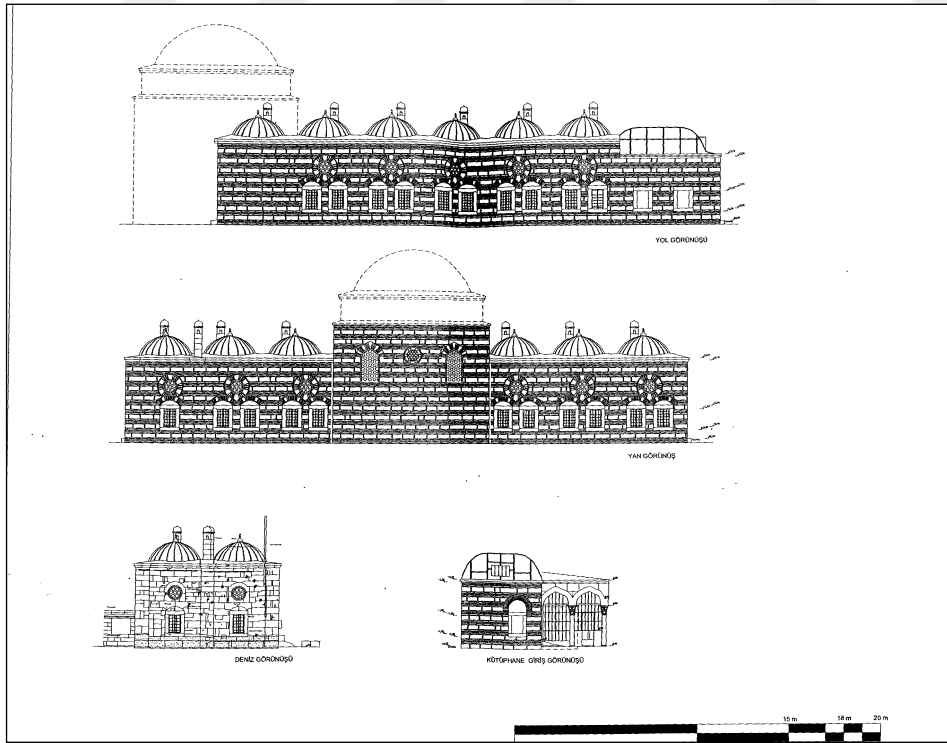 YOL GÖRÜNÜŞÜ
YAN GÖRÜNÜŞ
DENİZ GÖRÜNÜŞÜ
KÜTÜPHANE GİRİŞ GÖRÜNÜŞÜ
15 m 18 m 20 m